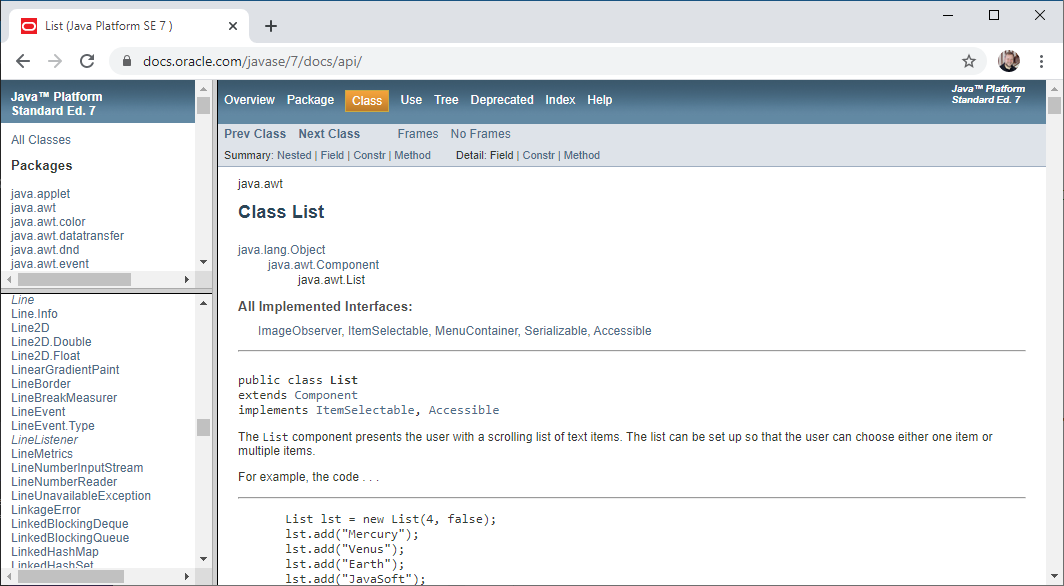 List (Java Platform SE 7 )
docs.oracle.com/javase/7/docs/api/
Java™ Platform
Standard Ed. 7
All Classes
Packages
java.applet
java.awt
java.awt.color
java.awt.datatransfer
java.awt.dnd
java.awt.event
Line
Line.Info
Line2D
Line2D.Double
Line2D.Float
LinearGradientPaint
LineBorder
LineBreakMeasurer
LineEvent
LineEvent.Type
LineListener
LineMetrics
LineNumberInputStream
LineNumberReader
LineUnavailableException
LinkageError
LinkedBlockingDeque
LinkedBlockingQueue
LinkedHashMap
LinkedHashSet
Overview Package Class Use Tree Deprecated Index Help
Java™ Platform
Standard Ed. 7
Prev Class Next Class Frames No Frames
Summary: Nested | Field | Constr | Method Detail: Field | Constr | Method
java.awt
Class List
java.lang.Object
java.awt.Component
java.awt.List
All Implemented Interfaces:
ImageObserver, ItemSelectable, MenuContainer, Serializable, Accessible
public class List
extends Component
implements ItemSelectable, Accessible
The List component presents the user with a scrolling list of text items. The list can be set up so that the user can choose either one item or
multiple items.
For example, the code . . .
List lst = new List(4, false);
lst.add("Mercury");
lst.add("Venus");
lst.add("Earth");
lst.add("JavaSoft");